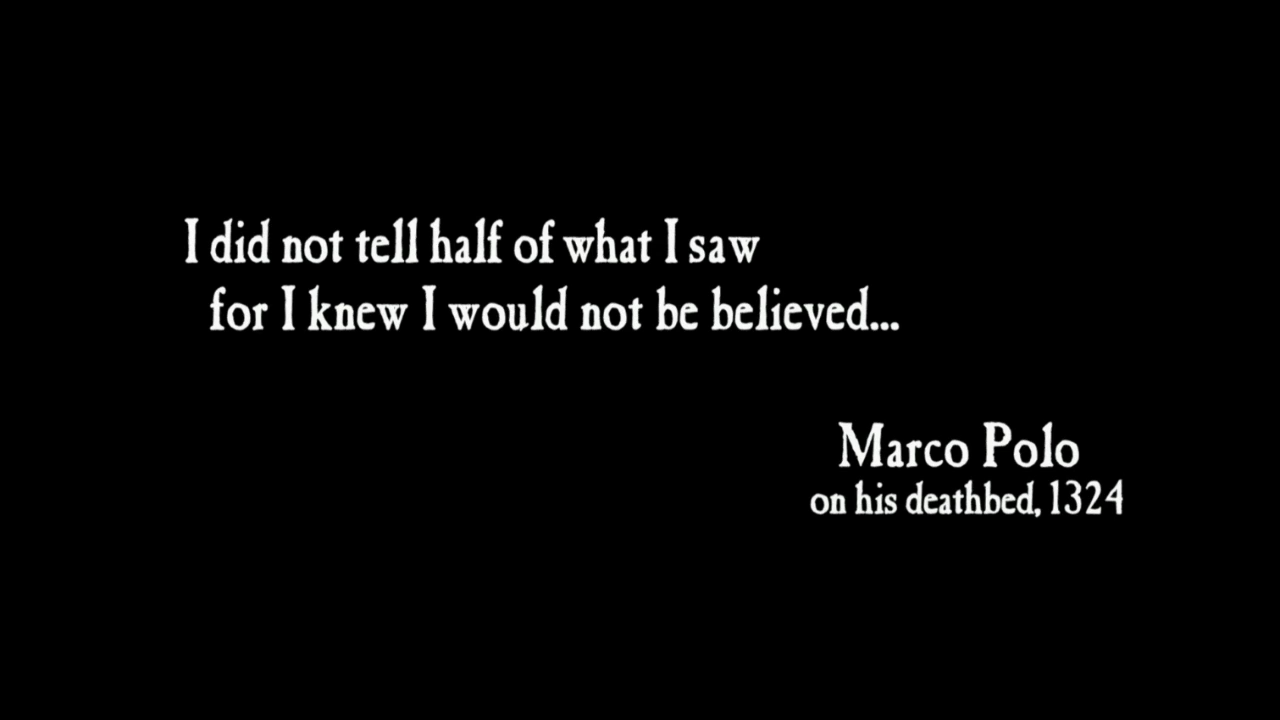 I did not tell half of what I saw
for I knew I would not be believed...
Marco Polo
on his deathbed, 1324